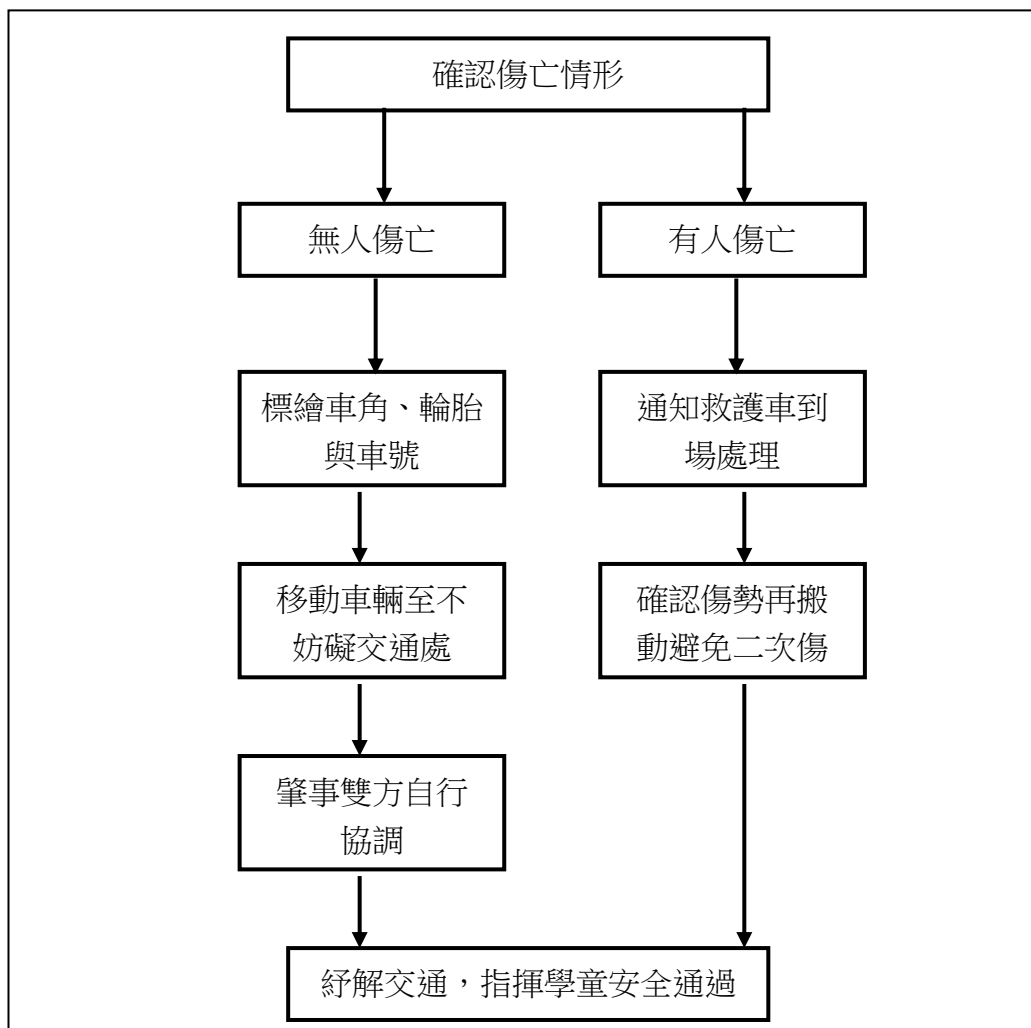 確認傷亡情形
無人傷亡
有人傷亡
標繪車角、輪胎
與車號
通知救護車到
場處理
移動車輛至不
妨礙交通處
確認傷勢再搬
動避免二次傷
肇事雙方自行
協調
紓解交通，指揮學童安全通過